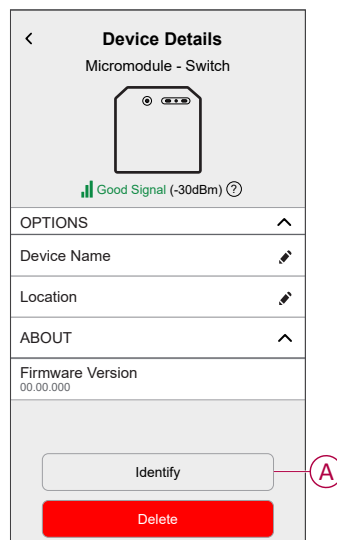 Device Details
Micromodule - Switch
Good Signal (-30dBm) ?
OPTIONS
Device Name
Location
ABOUT
Firmware Version
00.00.000
Identify
A
Delete